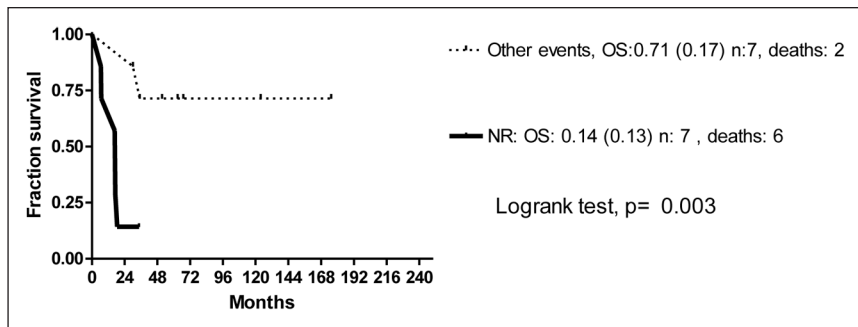 1.00
0.75
0.50
0.25
0.00
Fraction survival
0 24 48 72 96 120 144 168 192 216 240
Months
Other events, OS:0.71 (0.17) n:7, deaths: 2
NR: OS: 0.14 (0.13) n: 7 , deaths: 6
Logrank test, p= 0.003